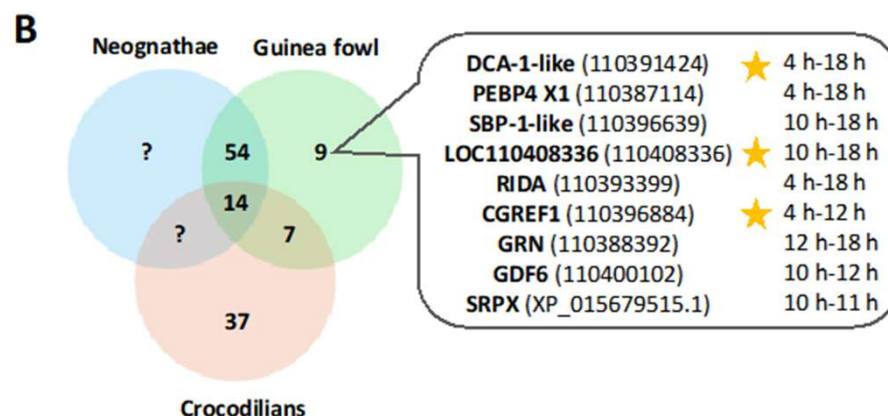 B
Neognathae Guinea fowl
? 54 9
14
? 7
37
Crocodilians
DCA-1-like (110391424) 4 h-18 h
PEBP4 X1 (110387114) 4 h-18 h
SBP-1-like (110396639) 10 h-18 h
LOC110408336 (110408336) 10 h-18 h
RIDA (110393399) 4 h-18 h
CGREF1 (110396884) 4 h-12 h
GRN (110388392) 12 h-18 h
GDF6 (110400102) 10 h-12 h
SRPX (XP_015679515.1) 10 h-11 h